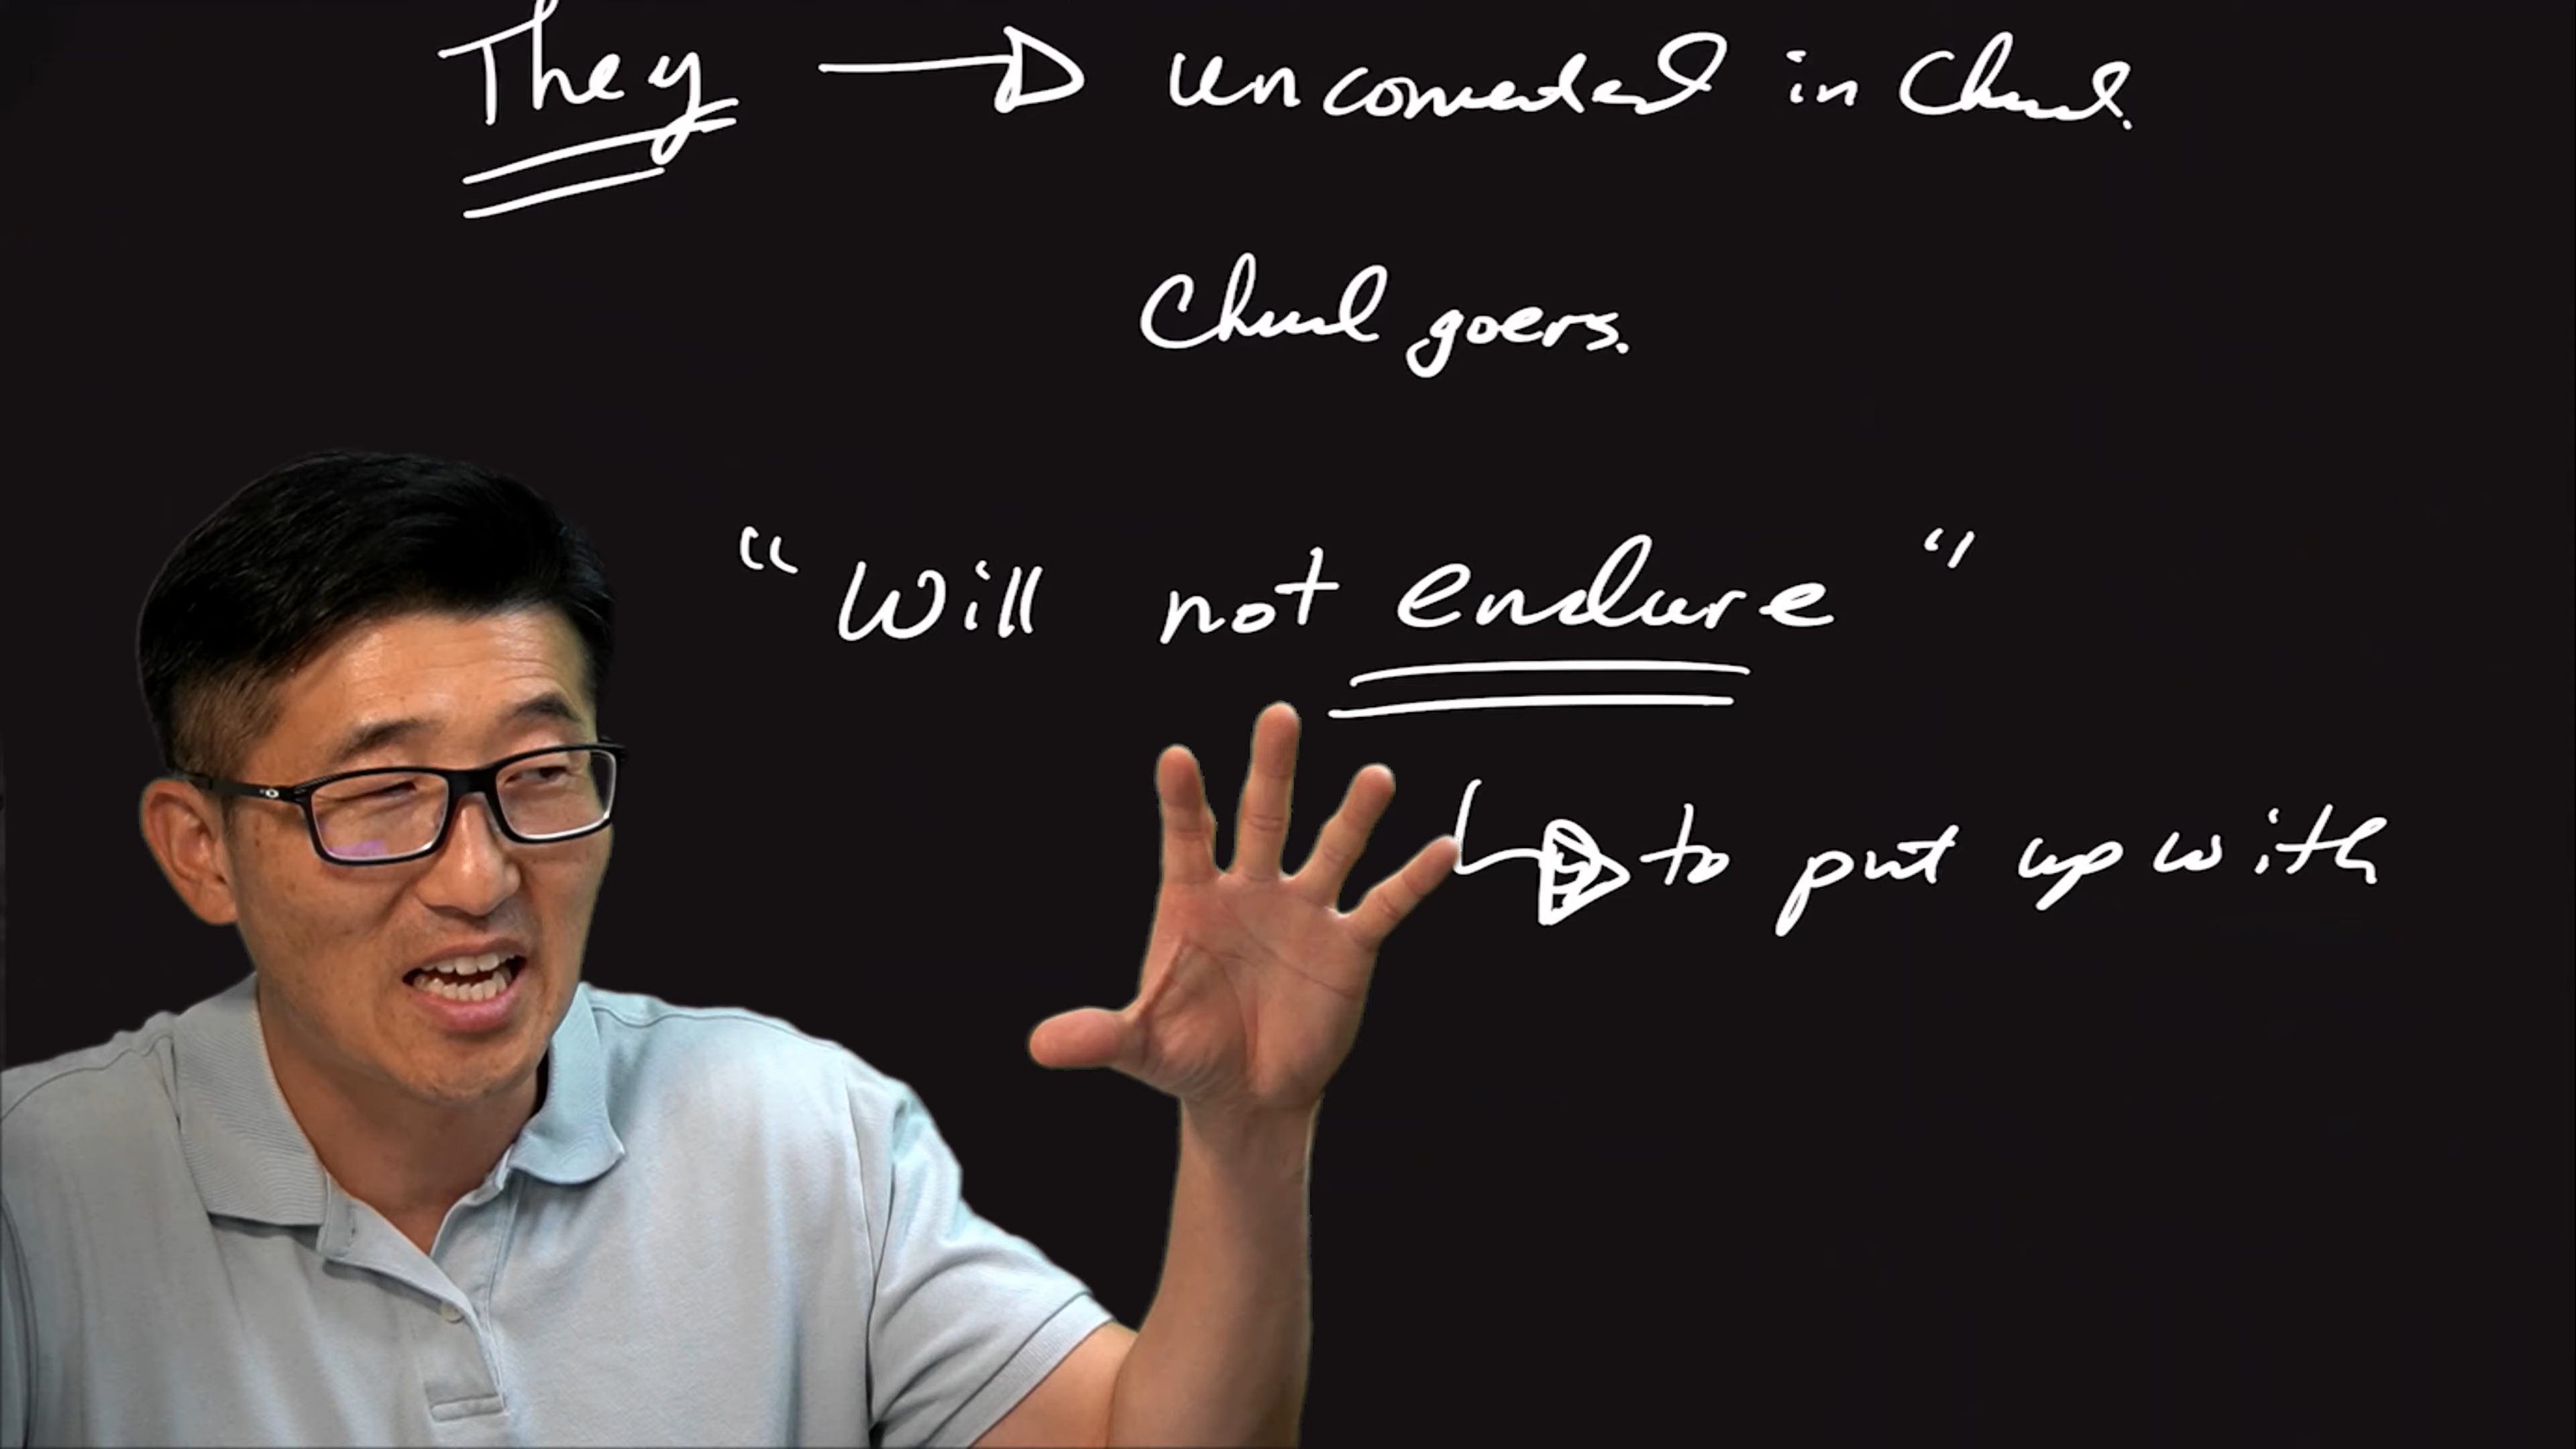 They → unconverted in Church.
Church goers.
"Will not endure"
↳ to put up with